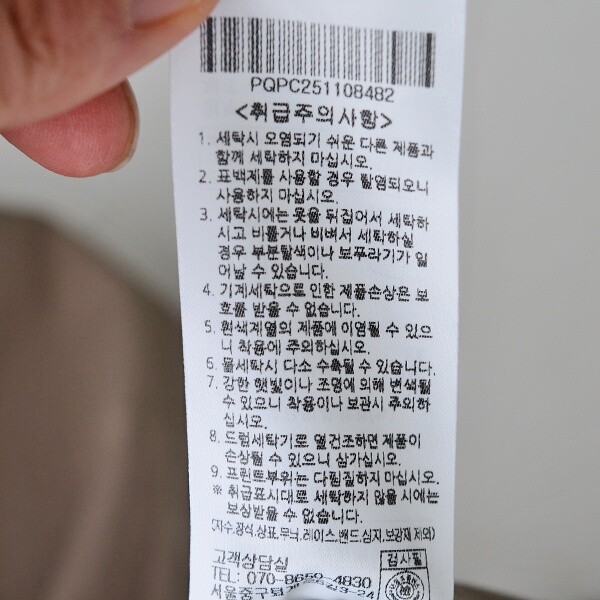 PQPC251108482
<취급주의사항>
1. 세탁시 오염되기 쉬운 다른 제품과
함께 세탁하지 마십시오.
2. 표백제를 사용할 경우 탈염되오니
사용하지 마십시오.
3. 세탁시에는 옷을 뒤집어서 세탁하
시고 비틀거나 비벼서 세탁하실
경우 부분탈색이나 보푸라기가 일
어날 수 있습니다.
4. 기계세탁으로 인한 제품손상은 보
호를 받을 수 없습니다.
5. 흰색계열의 제품에 이염될 수 있으
니 착용에 주의하십시오.
6. 물세탁시 다소 수축될 수 있습니다.
7. 강한 햇빛이나 조명에 의해 변색될
수 있으니 착용이나 보관시 주의하
십시오.
8. 드럼세탁기로 열건조하면 제품이
손상될 수 있으니 삼가십시오.
9. 프린트부위는 다림질하지 마십시오.
※ 취급표시대로 세탁하지 않을 시에는
보상받을 수 없습니다.
(자수,장식,상표,무늬,레이스,밴드,심지,보강재 제외)
고객상담실
검사필
TEL: 070-8650-4830
서울중구퇴계 3-24